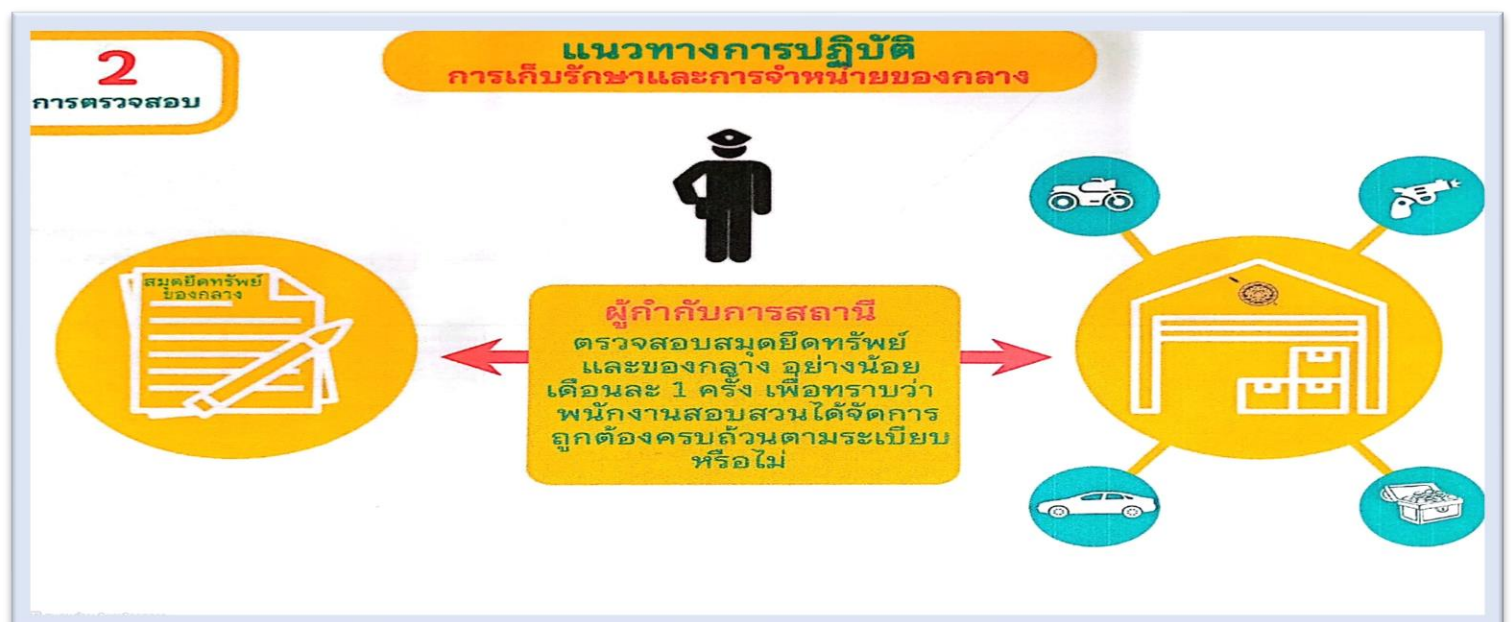 2
การตรวจสอบ
แนวทางการปฏิบัติ
การเก็บรักษาและการจำหน่ายของกลาง
สมุดยึดทรัพย์
ของกลาง
ผู้กำกับการสถานี
ตรวจสอบสมุดยึดทรัพย์
และของกลาง อย่างน้อย
เดือนละ 1 ครั้ง เพื่อทราบว่า
พนักงานสอบสวนได้จัดการ
ถูกต้องครบถ้วนตามระเบียบ
หรือไม่